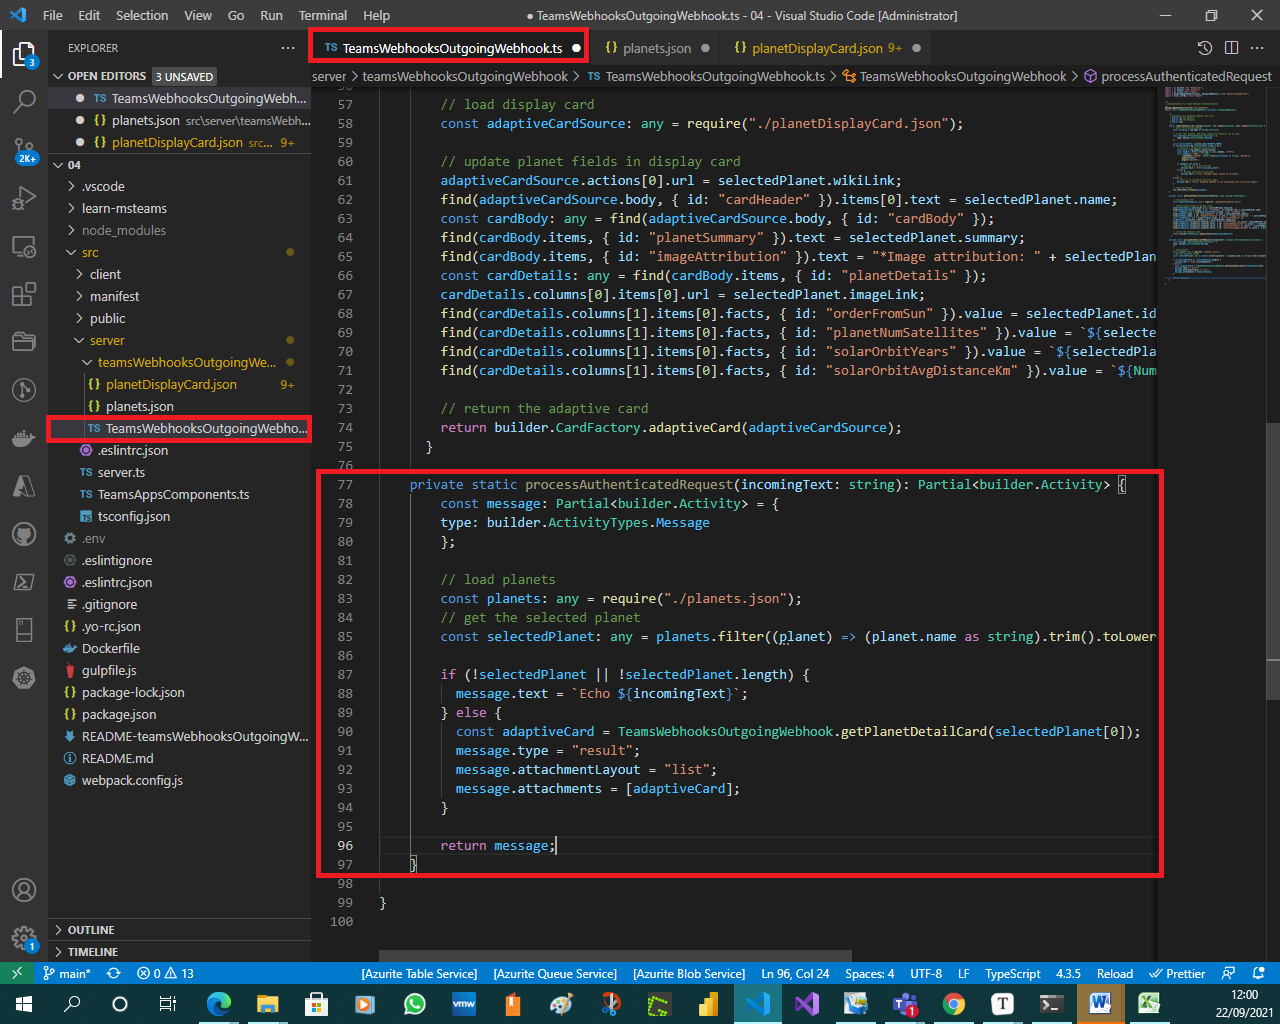 File Edit Selection View Go Run Terminal Help
● TeamsWebhooksOutgoingWebhook.ts - 04 - Visual Studio Code [Administrator]
EXPLORER
TS TeamsWebhooksOutgoingWebhook.ts ●
{} planets.json ●
{} planetDisplayCard.json 9+ ●
OPEN EDITORS 3 UNSAVED
server > teamsWebhooksOutgoingWebhook > TS TeamsWebhooksOutgoingWebhook.ts > TeamsWebhooksOutgoingWebhook > processAuthenticatedRequest
● TS TeamsWebhooksOutgoingWebh...
● {} planets.json src\server\teamsWebh...
● {} planetDisplayCard.json src... 9+
04
.vscode
learn-msteams
node_modules
src
client
manifest
public
server
teamsWebhooksOutgoingWe...
{} planetDisplayCard.json 9+
{} planets.json
TS TeamsWebhooksOutgoingWebho...
.eslintrc.json
TS server.ts
TS TeamsAppsComponents.ts
tsconfig.json
.env
.eslintignore
.eslintrc.json
.gitignore
{} .yo-rc.json
Dockerfile
gulpfile.js
{} package-lock.json
{} package.json
README-teamsWebhooksOutgoingW...
README.md
webpack.config.js
OUTLINE
TIMELINE
3
2K+
1
56
57 // load display card
58 const adaptiveCardSource: any = require("./planetDisplayCard.json");
59
60 // update planet fields in display card
61 adaptiveCardSource.actions[0].url = selectedPlanet.wikiLink;
62 find(adaptiveCardSource.body, { id: "cardHeader" }).items[0].text = selectedPlanet.name;
63 const cardBody: any = find(adaptiveCardSource.body, { id: "cardBody" });
64 find(cardBody.items, { id: "planetSummary" }).text = selectedPlanet.summary;
65 find(cardBody.items, { id: "imageAttribution" }).text = "*Image attribution: " + selectedPlan
66 const cardDetails: any = find(cardBody.items, { id: "planetDetails" });
67 cardDetails.columns[0].items[0].url = selectedPlanet.imageLink;
68 find(cardDetails.columns[1].items[0].facts, { id: "orderFromSun" }).value = selectedPlanet.id
69 find(cardDetails.columns[1].items[0].facts, { id: "planetNumSatellites" }).value = `${selecte
70 find(cardDetails.columns[1].items[0].facts, { id: "solarOrbitYears" }).value = `${selectedPla
71 find(cardDetails.columns[1].items[0].facts, { id: "solarOrbitAvgDistanceKm" }).value = `${Num
72
73 // return the adaptive card
74 return builder.CardFactory.adaptiveCard(adaptiveCardSource);
75 }
76
77 private static processAuthenticatedRequest(incomingText: string): Partial<builder.Activity> {
78 const message: Partial<builder.Activity> = {
79 type: builder.ActivityTypes.Message
80 };
81
82 // load planets
83 const planets: any = require("./planets.json");
84 // get the selected planet
85 const selectedPlanet: any = planets.filter((planet) => (planet.name as string).trim().toLower
86
87 if (!selectedPlanet || !selectedPlanet.length) {
88 message.text = `Echo ${incomingText}`;
89 } else {
90 const adaptiveCard = TeamsWebhooksOutgoingWebhook.getPlanetDetailCard(selectedPlanet[0]);
91 message.type = "result";
92 message.attachmentLayout = "list";
93 message.attachments = [adaptiveCard];
94 }
95
96 return message;
97 }
98
99 }
100
main* 0 13 [Azurite Table Service] [Azurite Queue Service] [Azurite Blob Service] Ln 96, Col 24 Spaces: 4 UTF-8 LF TypeScript 4.3.5 Reload Prettier
vmw
1
T
12:00
22/09/2021